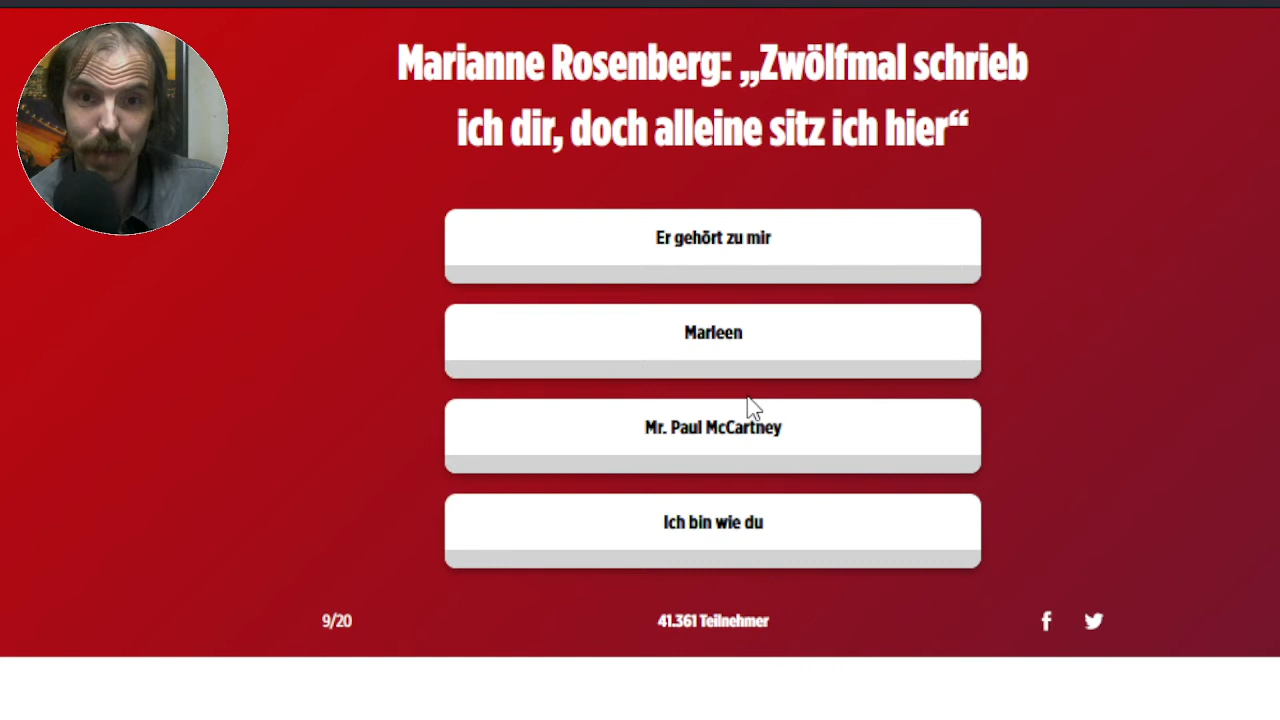 Marianne Rosenberg: „Zwölfmal schrieb
ich dir, doch alleine sitz ich hier“
Er gehört zu mir
Marleen
Mr. Paul McCartney
Ich bin wie du
9/20
41.361 Teilnehmer